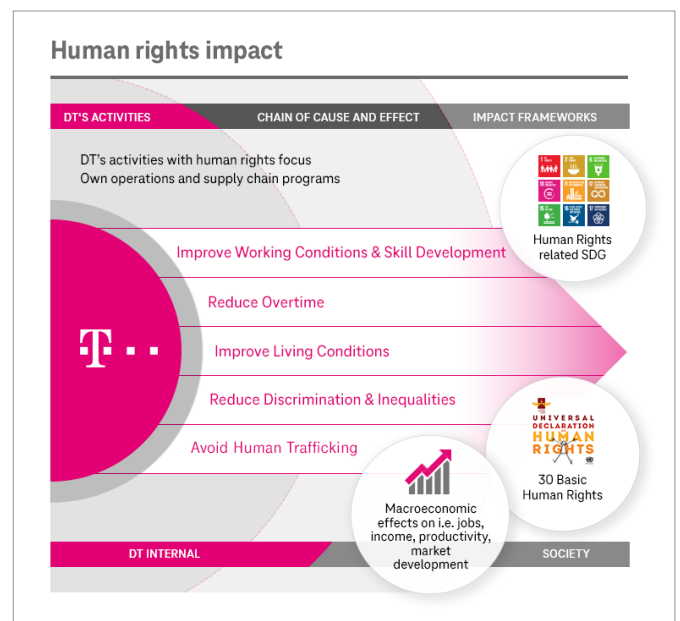 Human rights impact
DT'S ACTIVITIES
CHAIN OF CAUSE AND EFFECT
IMPACT FRAMEWORKS
DT's activities with human rights focus
Own operations and supply chain programs
Human Rights
related SDG
Improve Working Conditions & Skill Development
Reduce Overtime
T
Improve Living Conditions
Reduce Discrimination & Inequalities
Avoid Human Trafficking
UNIVERSAL
DECLARATION
OF
HUMAN
RIGHTS
30 Basic
Human Rights
Macroeconomic
effects on i.e. jobs,
income, productivity,
market
development
DT INTERNAL
SOCIETY